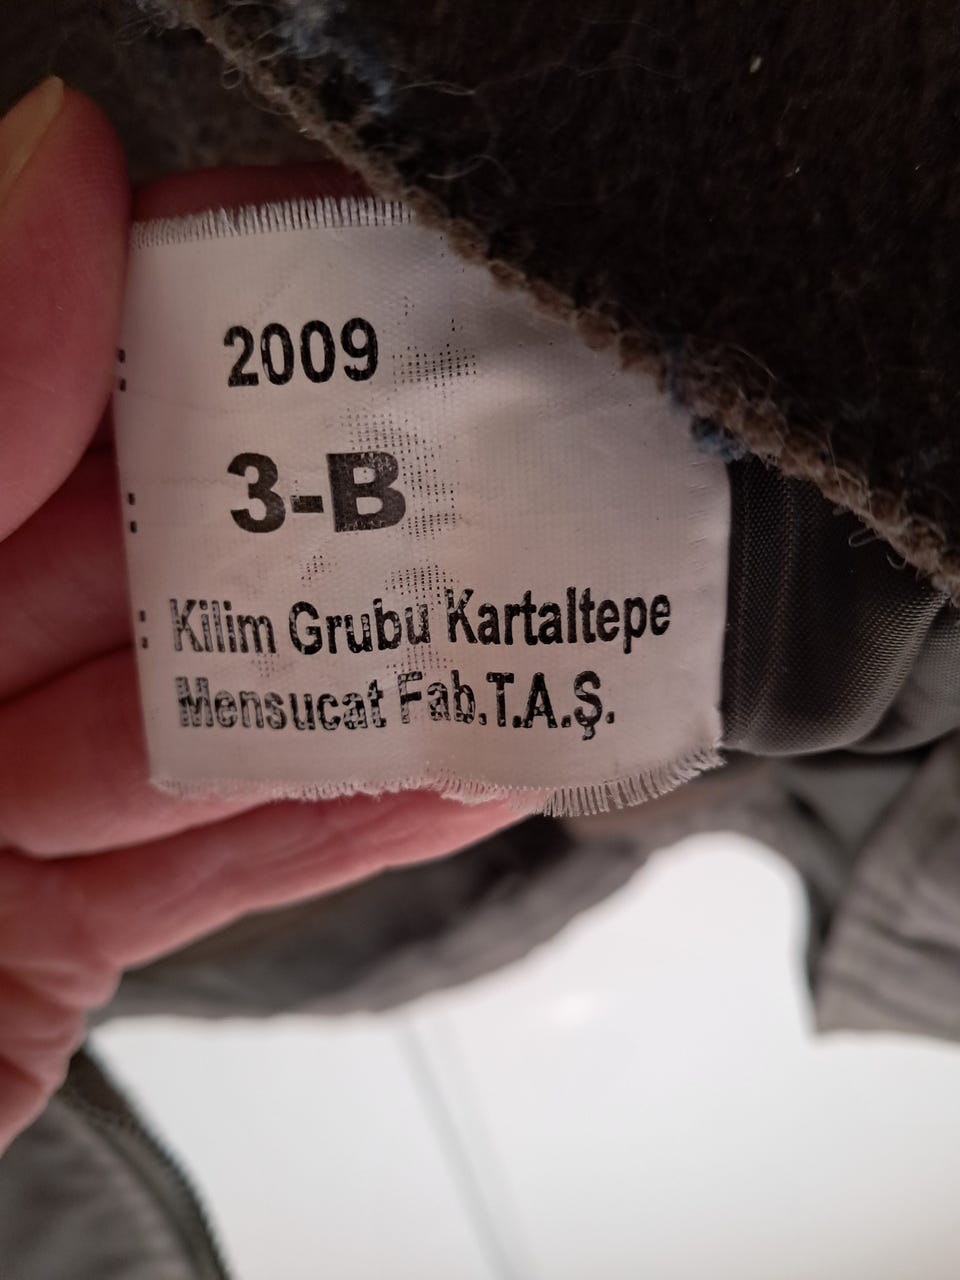 2009
3-B
Kilim Grubu Kartaltepe
Mensucat Fab.T.A.Ş.